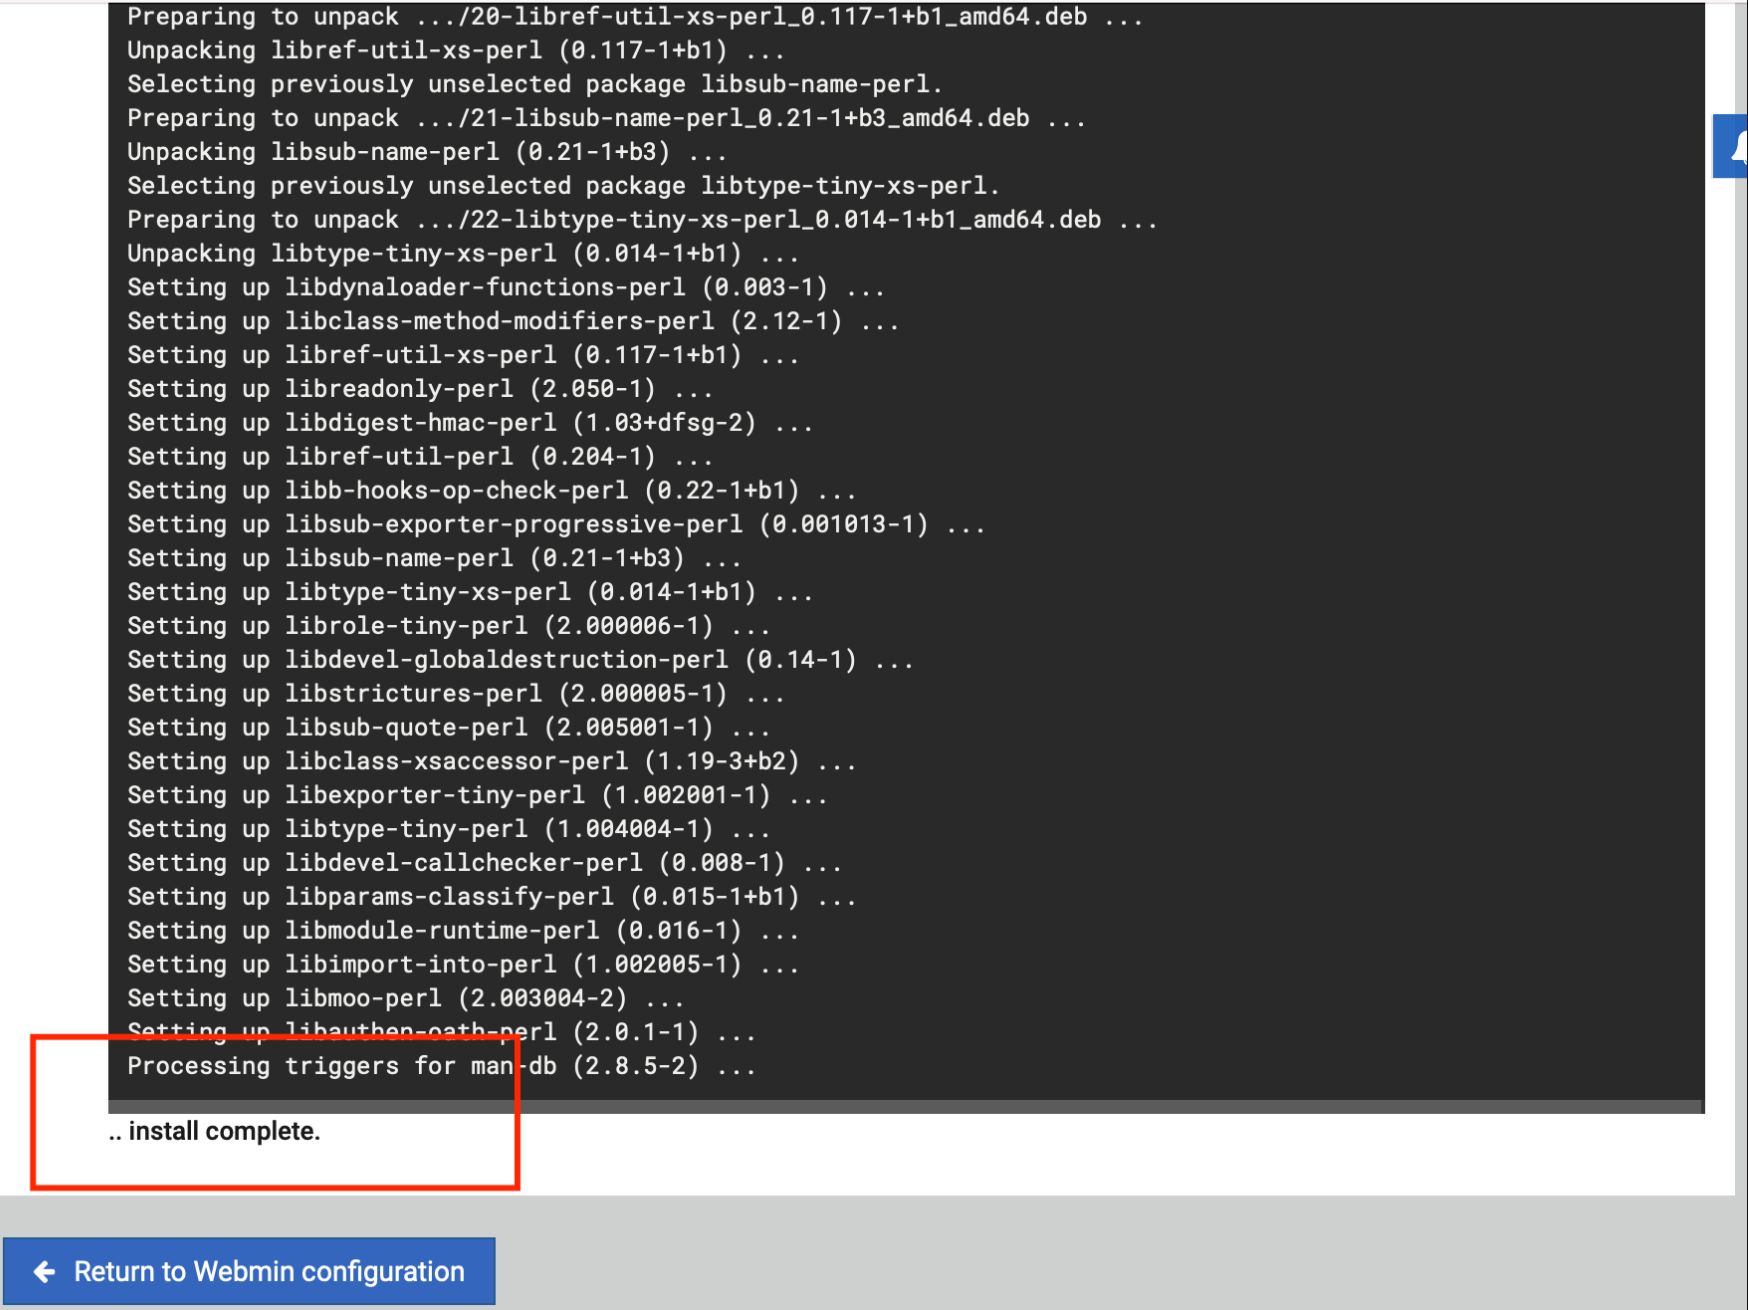 Preparing to unpack .../20-libref-util-xs-perl_0.117-1+b1_amd64.deb ...
Unpacking libref-util-xs-perl (0.117-1+b1) ...
Selecting previously unselected package libsub-name-perl.
Preparing to unpack .../21-libsub-name-perl_0.21-1+b3_amd64.deb ...
Unpacking libsub-name-perl (0.21-1+b3) ...
Selecting previously unselected package libtype-tiny-xs-perl.
Preparing to unpack .../22-libtype-tiny-xs-perl_0.014-1+b1_amd64.deb ...
Unpacking libtype-tiny-xs-perl (0.014-1+b1) ...
Setting up libdynaloader-functions-perl (0.003-1) ...
Setting up libclass-method-modifiers-perl (2.12-1) ...
Setting up libref-util-xs-perl (0.117-1+b1) ...
Setting up libreadonly-perl (2.050-1) ...
Setting up libdigest-hmac-perl (1.03+dfsg-2) ...
Setting up libref-util-perl (0.204-1) ...
Setting up libb-hooks-op-check-perl (0.22-1+b1) ...
Setting up libsub-exporter-progressive-perl (0.001013-1) ...
Setting up libsub-name-perl (0.21-1+b3) ...
Setting up libtype-tiny-xs-perl (0.014-1+b1) ...
Setting up librole-tiny-perl (2.000006-1) ...
Setting up libdevel-globaldestruction-perl (0.14-1) ...
Setting up libstrictures-perl (2.000005-1) ...
Setting up libsub-quote-perl (2.005001-1) ...
Setting up libclass-xsaccessor-perl (1.19-3+b2) ...
Setting up libexporter-tiny-perl (1.002001-1) ...
Setting up libtype-tiny-perl (1.004004-1) ...
Setting up libdevel-callchecker-perl (0.008-1) ...
Setting up libparams-classify-perl (0.015-1+b1) ...
Setting up libmodule-runtime-perl (0.016-1) ...
Setting up libimport-into-perl (1.002005-1) ...
Setting up libmoo-perl (2.003004-2) ...
Setting up libauthen-oath-perl (2.0.1-1) ...
Processing triggers for man-db (2.8.5-2) ...
.. install complete.
Return to Webmin configuration